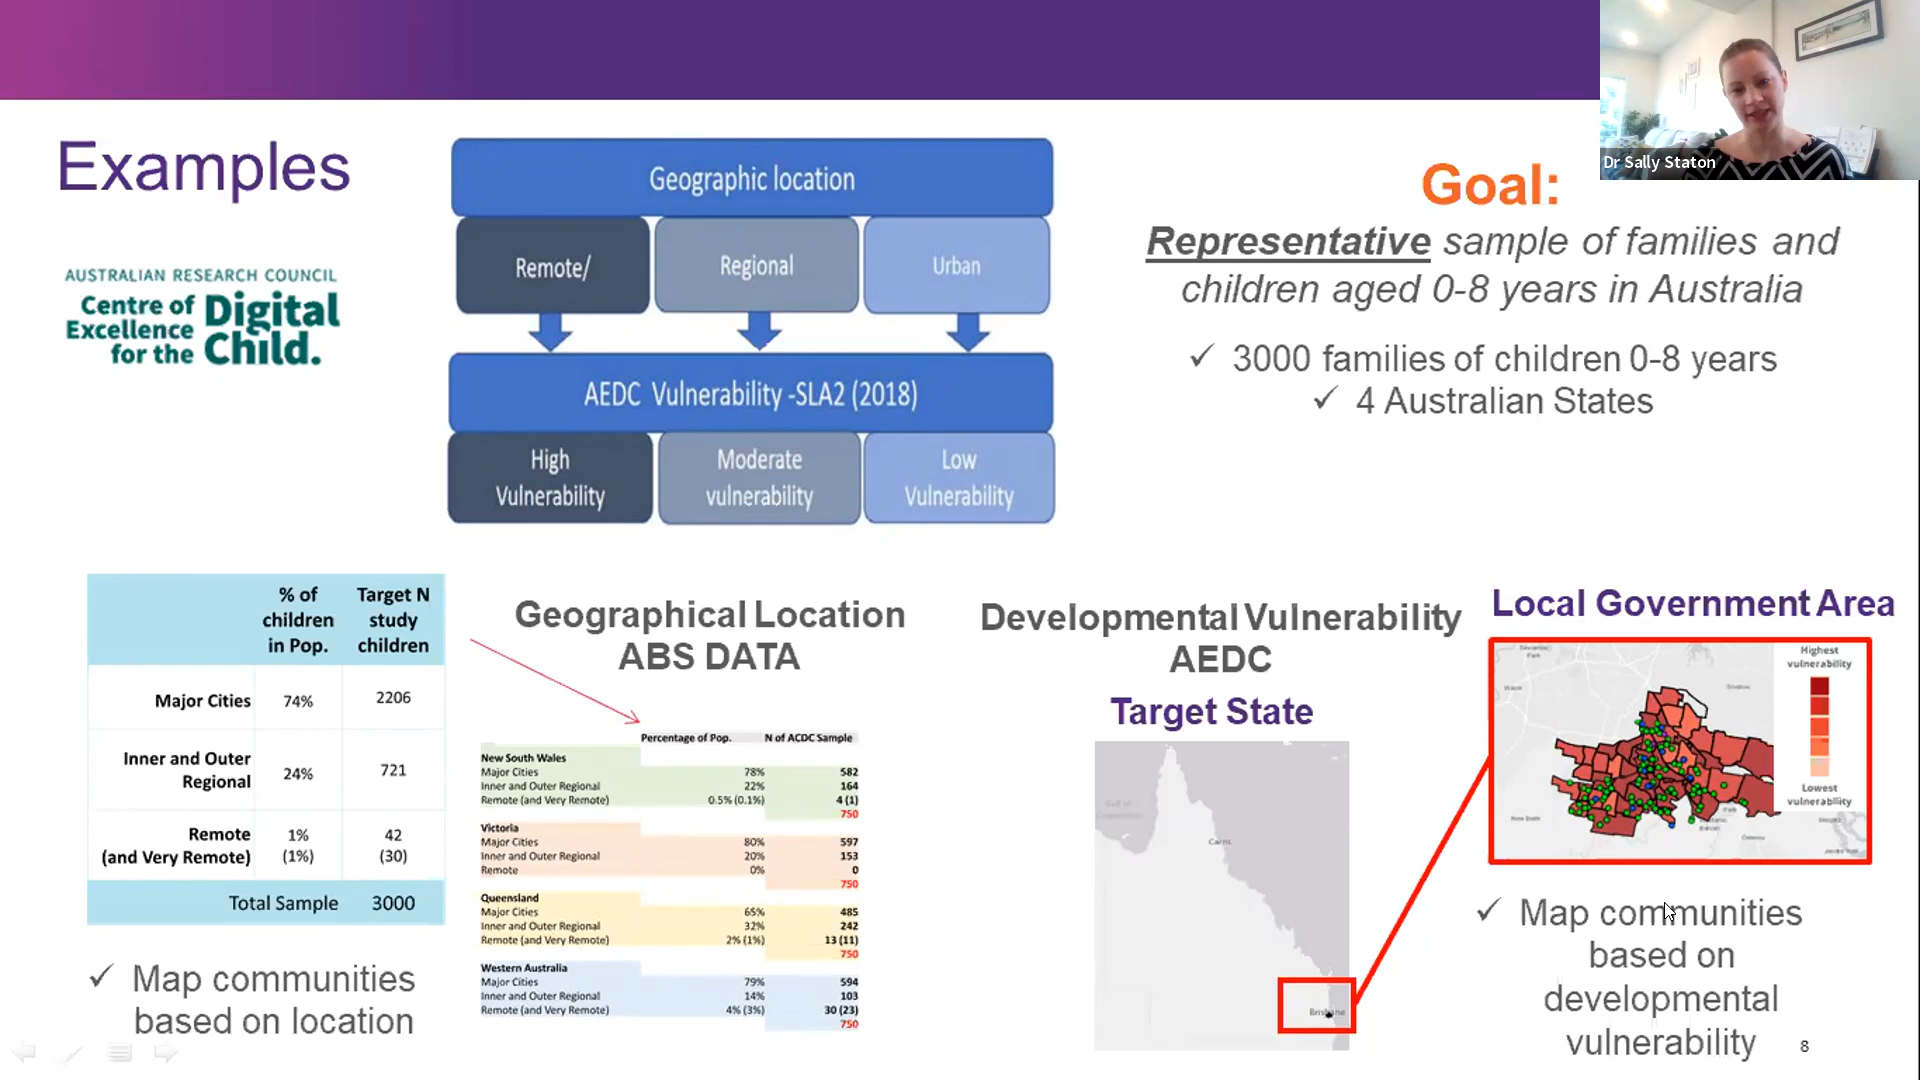 Dr Sally Staton
Examples
AUSTRALIAN RESEARCH COUNCIL
Centre of
Excellence
for the
Digital
Child.
Geographic location
Remote/
Regional
Urban
AEDC Vulnerability -SLA2 (2018)
High
Vulnerability
Moderate
vulnerability
Low
Vulnerability
Goal:
Representative sample of families and
children aged 0-8 years in Australia
✓ 3000 families of children 0-8 years
✓ 4 Australian States
% of children in Pop. Target N study children
Major Cities 74% 2206
Inner and Outer Regional 24% 721
Remote (and Very Remote) 1% (1%) 42 (30)
Total Sample 3000
✓ Map communities
based on location
Geographical Location
ABS DATA
Percentage of Pop. N of ACDC Sample
New South Wales
Major Cities 78% 582
Inner and Outer Regional 22% 164
Remote (and Very Remote) 0.5% (0.1%) 4 (1)
750
Victoria
Major Cities 80% 597
Inner and Outer Regional 20% 153
Remote 0% 0
750
Queensland
Major Cities 65% 485
Inner and Outer Regional 32% 242
Remote (and Very Remote) 2% (1%) 13 (11)
750
Western Australia
Major Cities 79% 594
Inner and Outer Regional 14% 103
Remote (and Very Remote) 4% (3%) 30 (23)
750
Developmental Vulnerability
AEDC
Target State
Cairns
Brisbane
Local Government Area
Highest
vulnerability
Lowest
vulnerability
✓ Map communities
based on
developmental
vulnerability
8